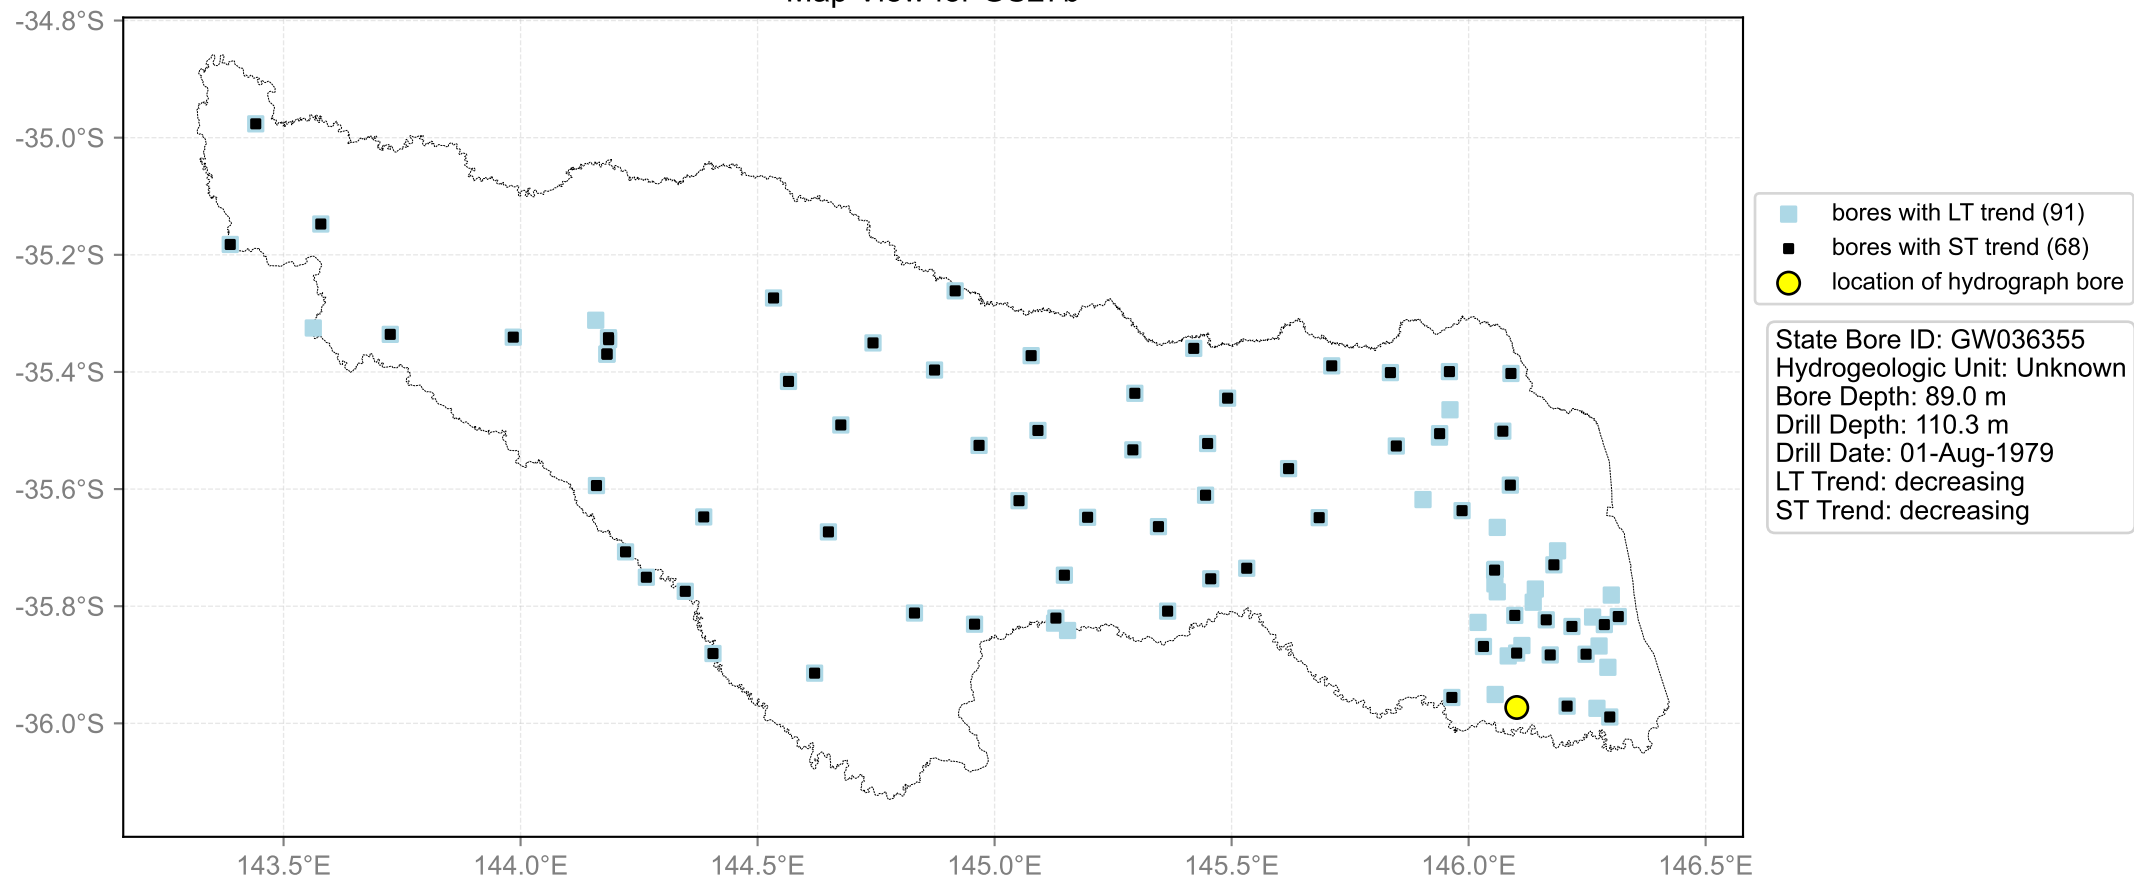 -34.8°S
-35.0°S
-35.2°S
-35.4°S
-35.6°S
-35.8°S
-36.0°S
143.5°E
144.0°E
144.5°E
145.0°E
145.5°E
146.0°E
146.5°E
bores with LT trend (91)
bores with ST trend (68)
location of hydrograph bore
State Bore ID: GW036355
Hydrogeologic Unit: Unknown
Bore Depth: 89.0 m
Drill Depth: 110.3 m
Drill Date: 01-Aug-1979
LT Trend: decreasing
ST Trend: decreasing